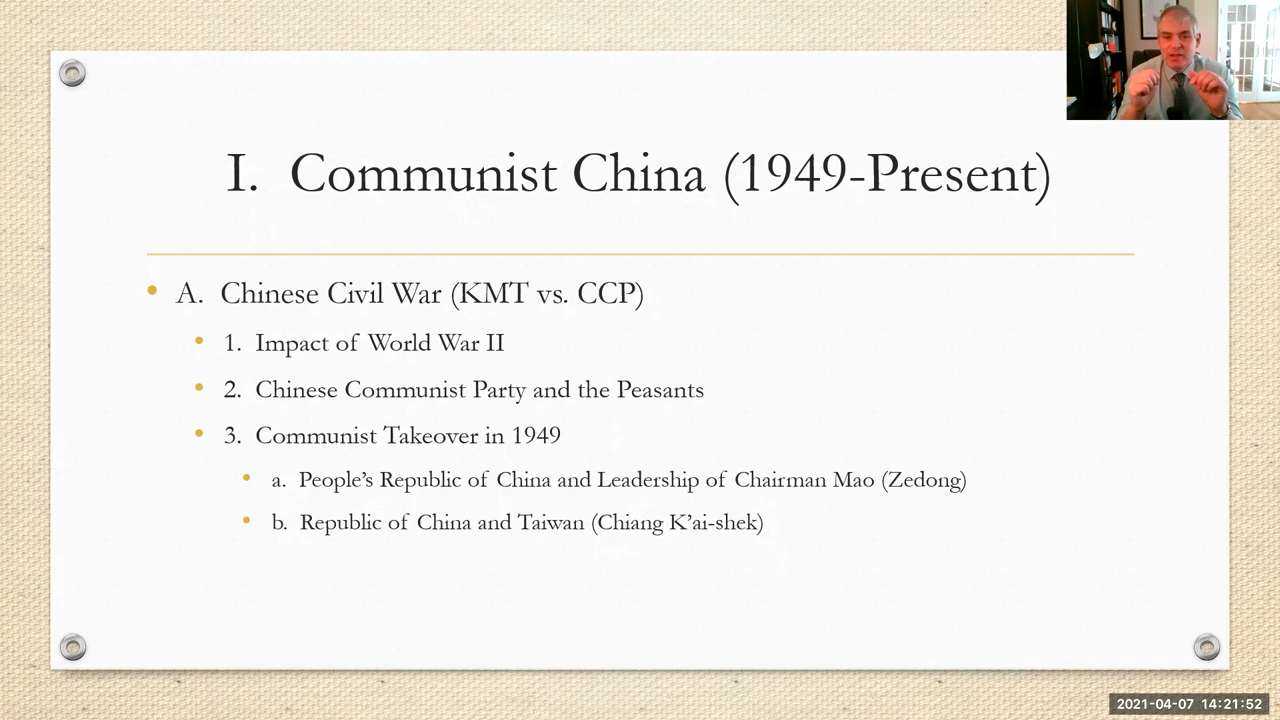 I. Communist China (1949-Present)
• A. Chinese Civil War (KMT vs. CCP)
• 1. Impact of World War II
• 2. Chinese Communist Party and the Peasants
• 3. Communist Takeover in 1949
• a. People's Republic of China and Leadership of Chairman Mao (Zedong)
• b. Republic of China and Taiwan (Chiang K'ai-shek)
2021-04-07 14:21:52